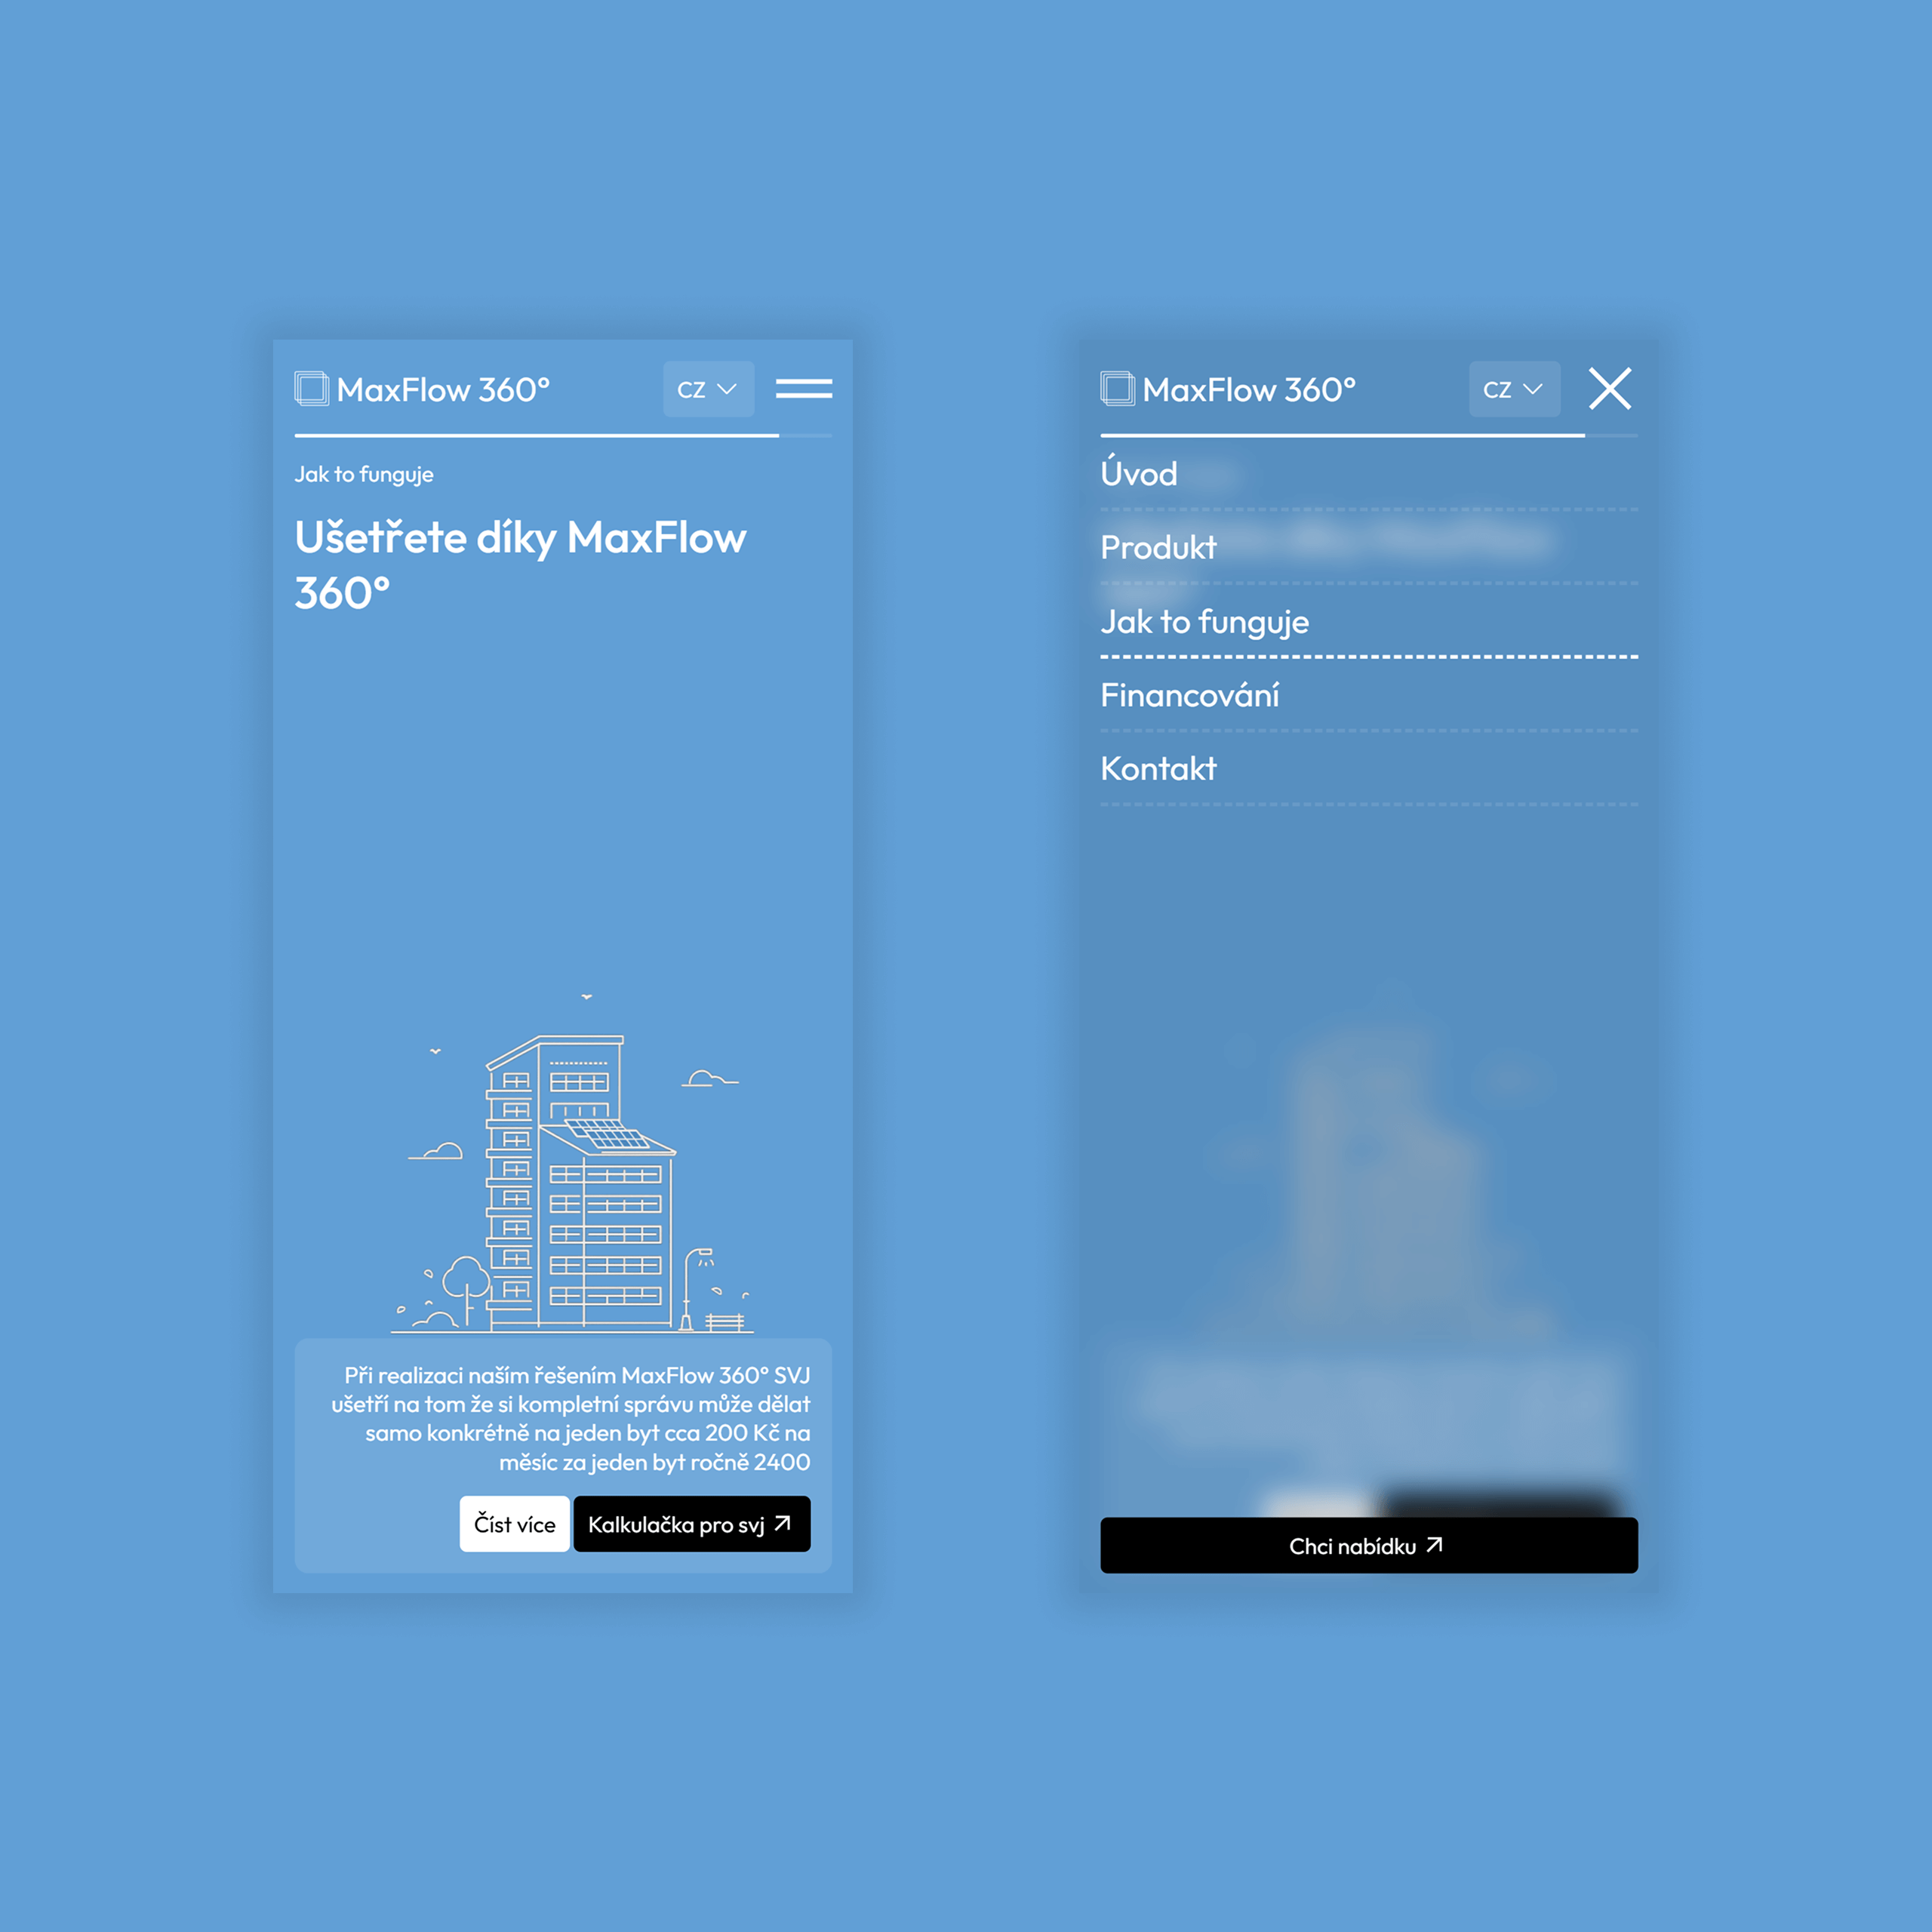 MaxFlow 360°
CZ
Jak to funguje
Ušetřete díky MaxFlow
360°
Při realizaci naším řešením MaxFlow 360° SVJ
ušetří na tom že si kompletní správu může dělat
samo konkrétně na jeden byt cca 200 Kč na
měsíc za jeden byt ročně 2400
Číst více
Kalkulačka pro svj
MaxFlow 360°
CZ
Úvod
Produkt
Jak to funguje
Financování
Kontakt
Chci nabídku